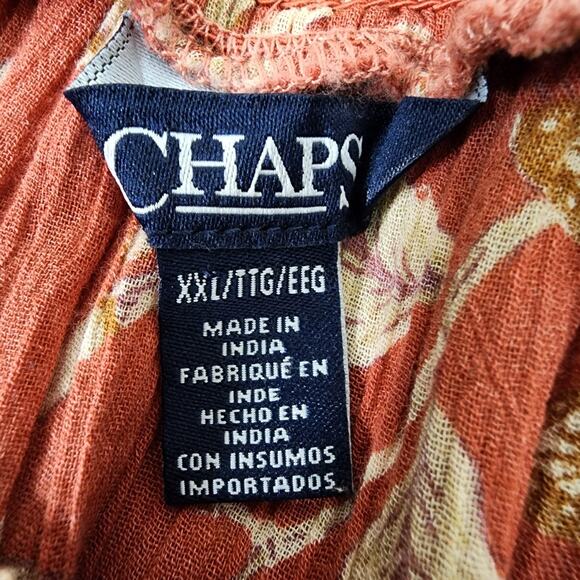 CHAPS
XXL/TTG/EEG
MADE IN
INDIA
FABRIQUÉ EN
INDE
HECHO EN
INDIA
CON INSUMOS
IMPORTADOS